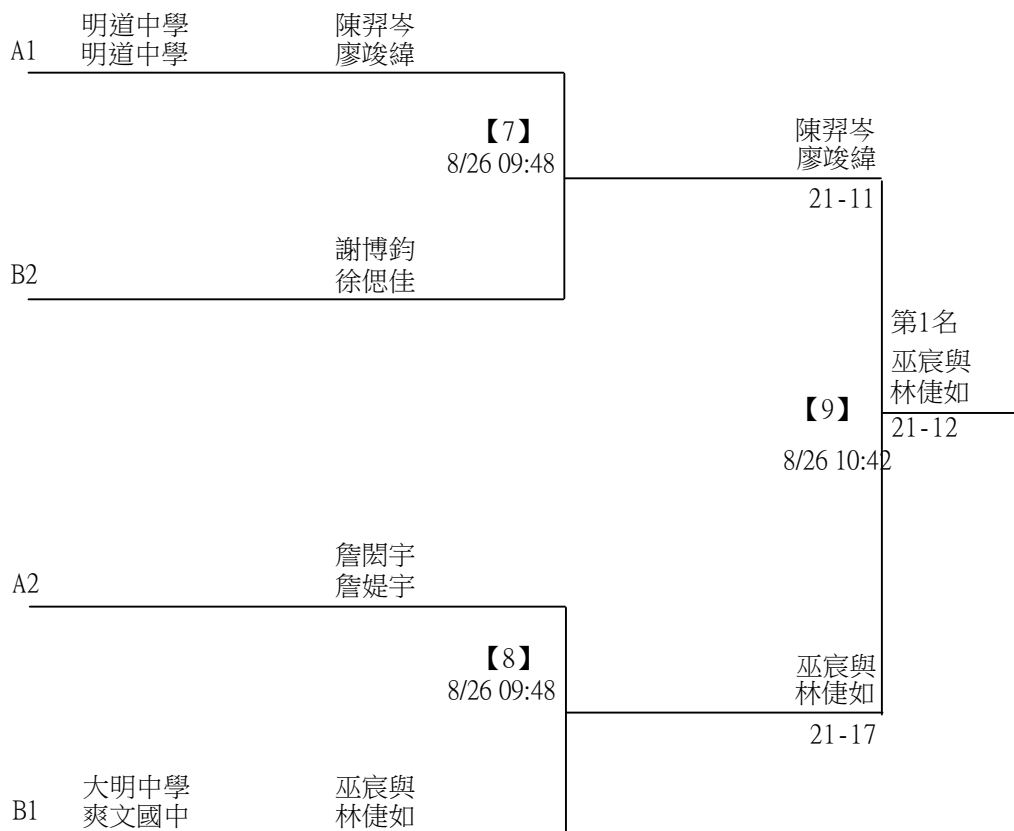 明道中學 陳羿岑
A1 明道中學 廖竣緯
【7】
8/26 09:48
陳羿岑
廖竣緯
21-11
謝博鈞
B2 徐偲佳
第1名
巫宸與
林倢如
【9】
21-12
8/26 10:42
詹閎宇
A2 詹媞宇
【8】
8/26 09:48
巫宸與
林倢如
21-17
大明中學 巫宸與
B1 爽文國中 林倢如